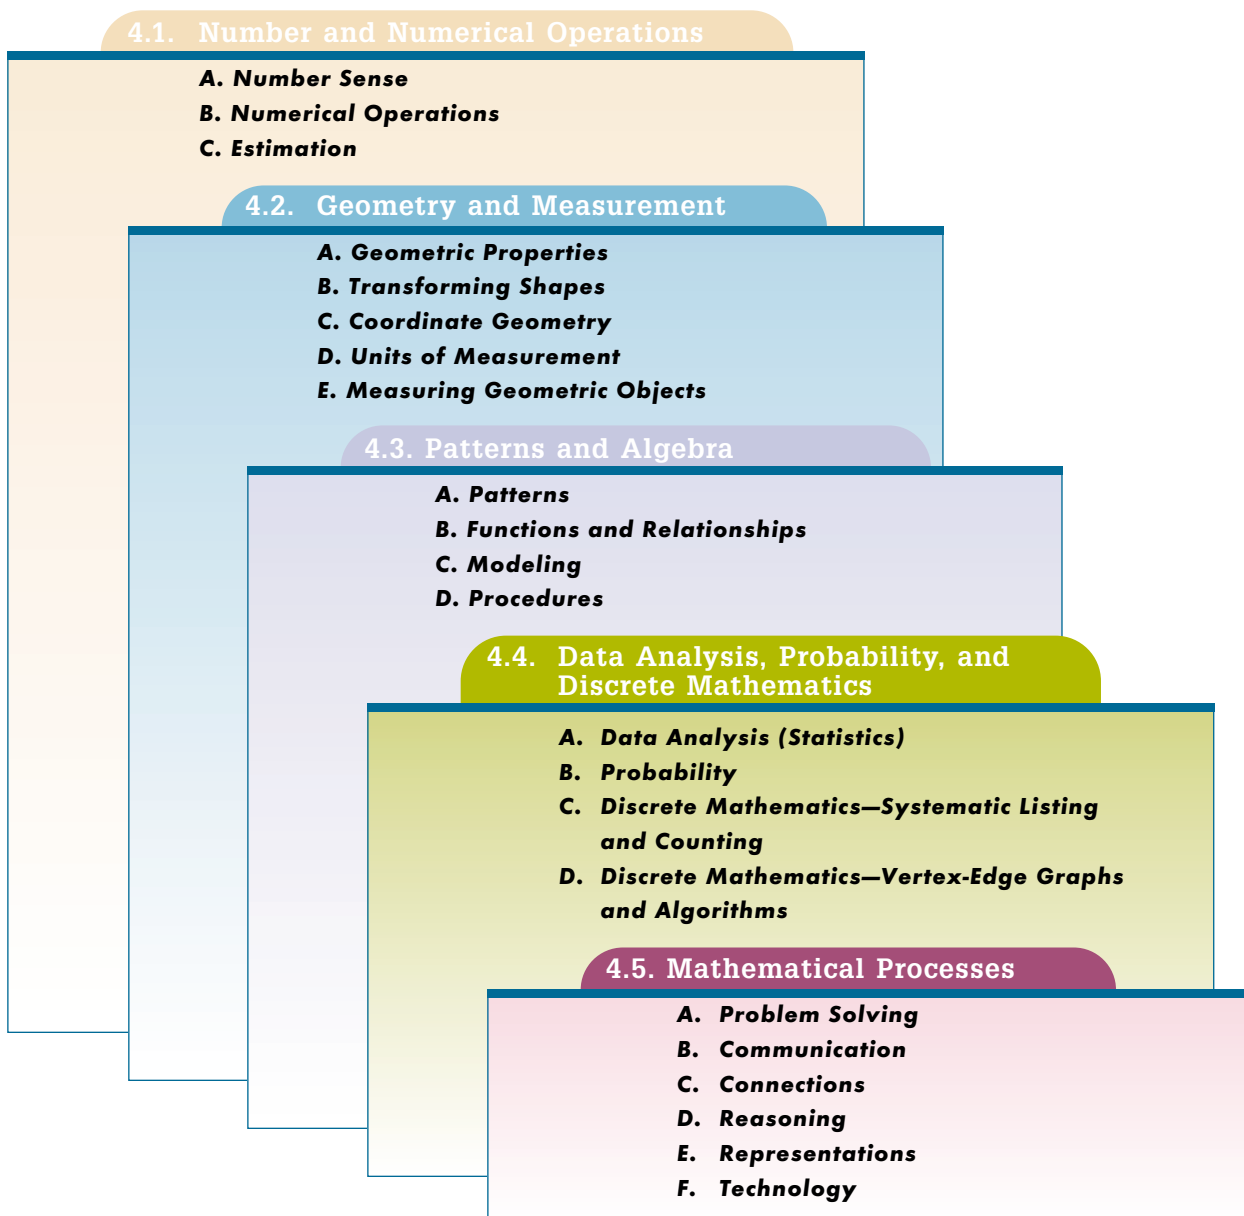 4.1. Number and Numerical Operations
A. Number Sense
B. Numerical Operations
C. Estimation
4.2. Geometry and Measurement
A. Geometric Properties
B. Transforming Shapes
C. Coordinate Geometry
D. Units of Measurement
E. Measuring Geometric Objects
4.3. Patterns and Algebra
A. Patterns
B. Functions and Relationships
C. Modeling
D. Procedures
4.4. Data Analysis, Probability, and
Discrete Mathematics
A. Data Analysis (Statistics)
B. Probability
C. Discrete Mathematics—Systematic Listing
and Counting
D. Discrete Mathematics—Vertex-Edge Graphs
and Algorithms
4.5. Mathematical Processes
A. Problem Solving
B. Communication
C. Connections
D. Reasoning
E. Representations
F. Technology